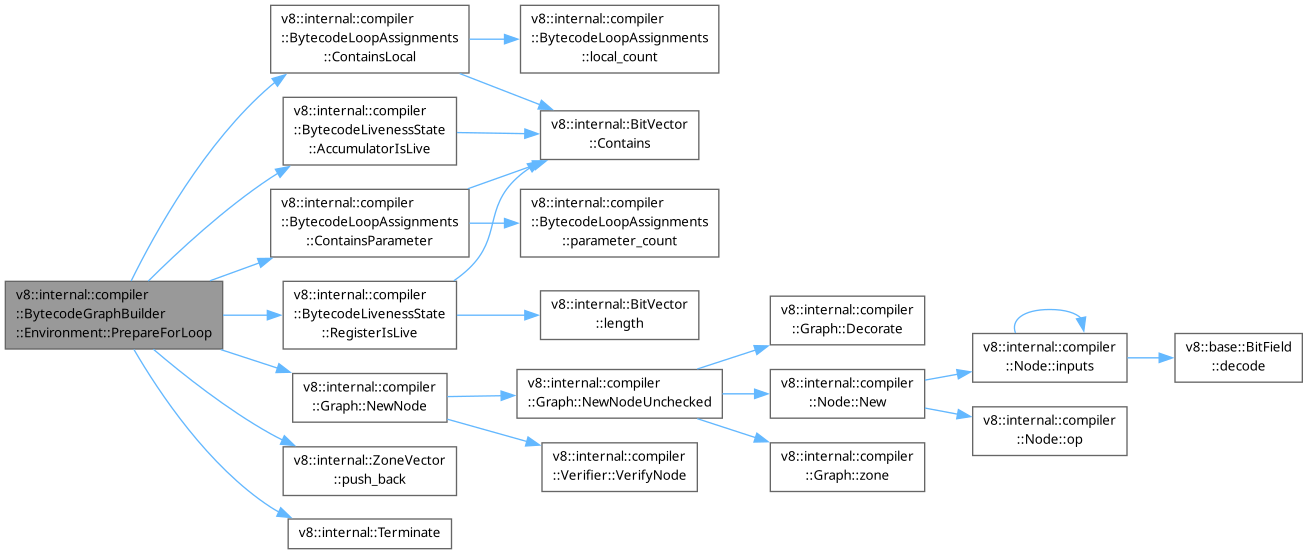 v8::internal::compiler
::BytecodeGraphBuilder
::Environment::PrepareForLoop
v8::internal::compiler
::BytecodeLoopAssignments
::ContainsLocal
v8::internal::compiler
::BytecodeLoopAssignments
::local_count
v8::internal::compiler
::BytecodeLivenessState
::AccumulatorIsLive
v8::internal::BitVector
::Contains
v8::internal::compiler
::BytecodeLoopAssignments
::ContainsParameter
v8::internal::compiler
::BytecodeLoopAssignments
::parameter_count
v8::internal::compiler
::BytecodeLivenessState
::RegisterIsLive
v8::internal::BitVector
::length
v8::internal::compiler
::Graph::NewNode
v8::internal::compiler
::Graph::NewNodeUnchecked
v8::internal::compiler
::Graph::Decorate
v8::internal::compiler
::Node::New
v8::internal::compiler
::Node::inputs
v8::base::BitField
::decode
v8::internal::compiler
::Node::op
v8::internal::compiler
::Graph::zone
v8::internal::compiler
::Verifier::VerifyNode
v8::internal::ZoneVector
::push_back
v8::internal::Terminate